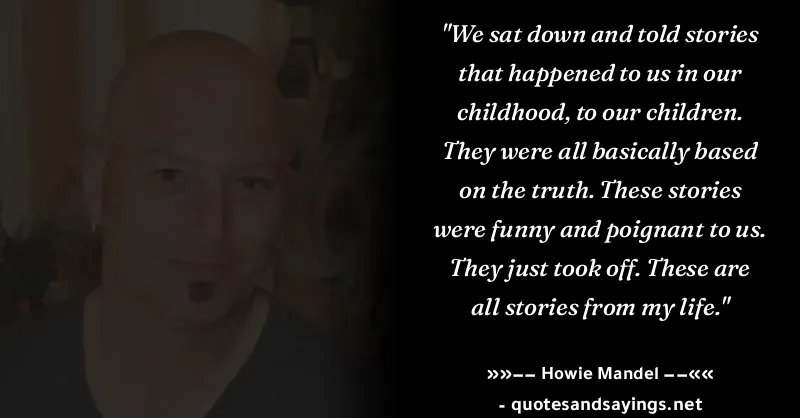 "We sat down and told stories
that happened to us in our
childhood, to our children.
They were all basically based
on the truth. These stories
were funny and poignant to us.
They just took off. These are
all stories from my life."
»»−− Howie Mandel −−««
- quotesandsayings.net